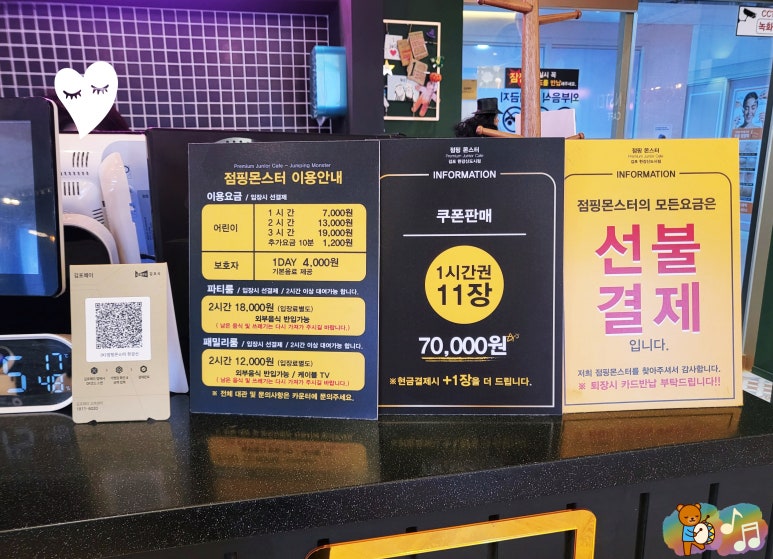 Premium Junior Cafe - Jumping Monster
점핑몬스터 이용안내
이용요금 / 입장시 선결제
어린이
1 시 간 7,000원
2 시 간 13,000원
3 시 간 19,000원
추가요금 10분 1,200원
보호자
1DAY 4,000원
기본음료 제공
파티룸 / 입장시 선결제 / 2시간 이상 대여가능 합니다.
2시간 18,000원 (입장료별도)
외부음식 반입가능
( 남은 음식 및 쓰레기는 다시 가져가 주시길 바랍니다. )
패밀리룸 / 입장시 선결제 / 2시간 이상 대여가능 합니다.
2시간 12,000원 (입장료별도)
외부음식 반입가능 / 케이블 TV
( 남은 음식 및 쓰레기는 다시 가져가 주시길 바랍니다. )
※ 전체 대관 및 문의사항은 카운터에 문의주세요.
점핑 몬스터
Premium Junior Cafe
INFORMATION
쿠폰판매
1시간권
11장
70,000원
※현금결제시 +1장을 더 드립니다.
점핑 몬스터
Premium Junior Cafe
INFORMATION
점핑몬스터의 모든요금은
선불
결제
입니다.
저희 점핑몬스터를 찾아주셔서 감사합니다.
※ 퇴장시 카드반납 부탁드립니다!!
김포페이
CC
녹화